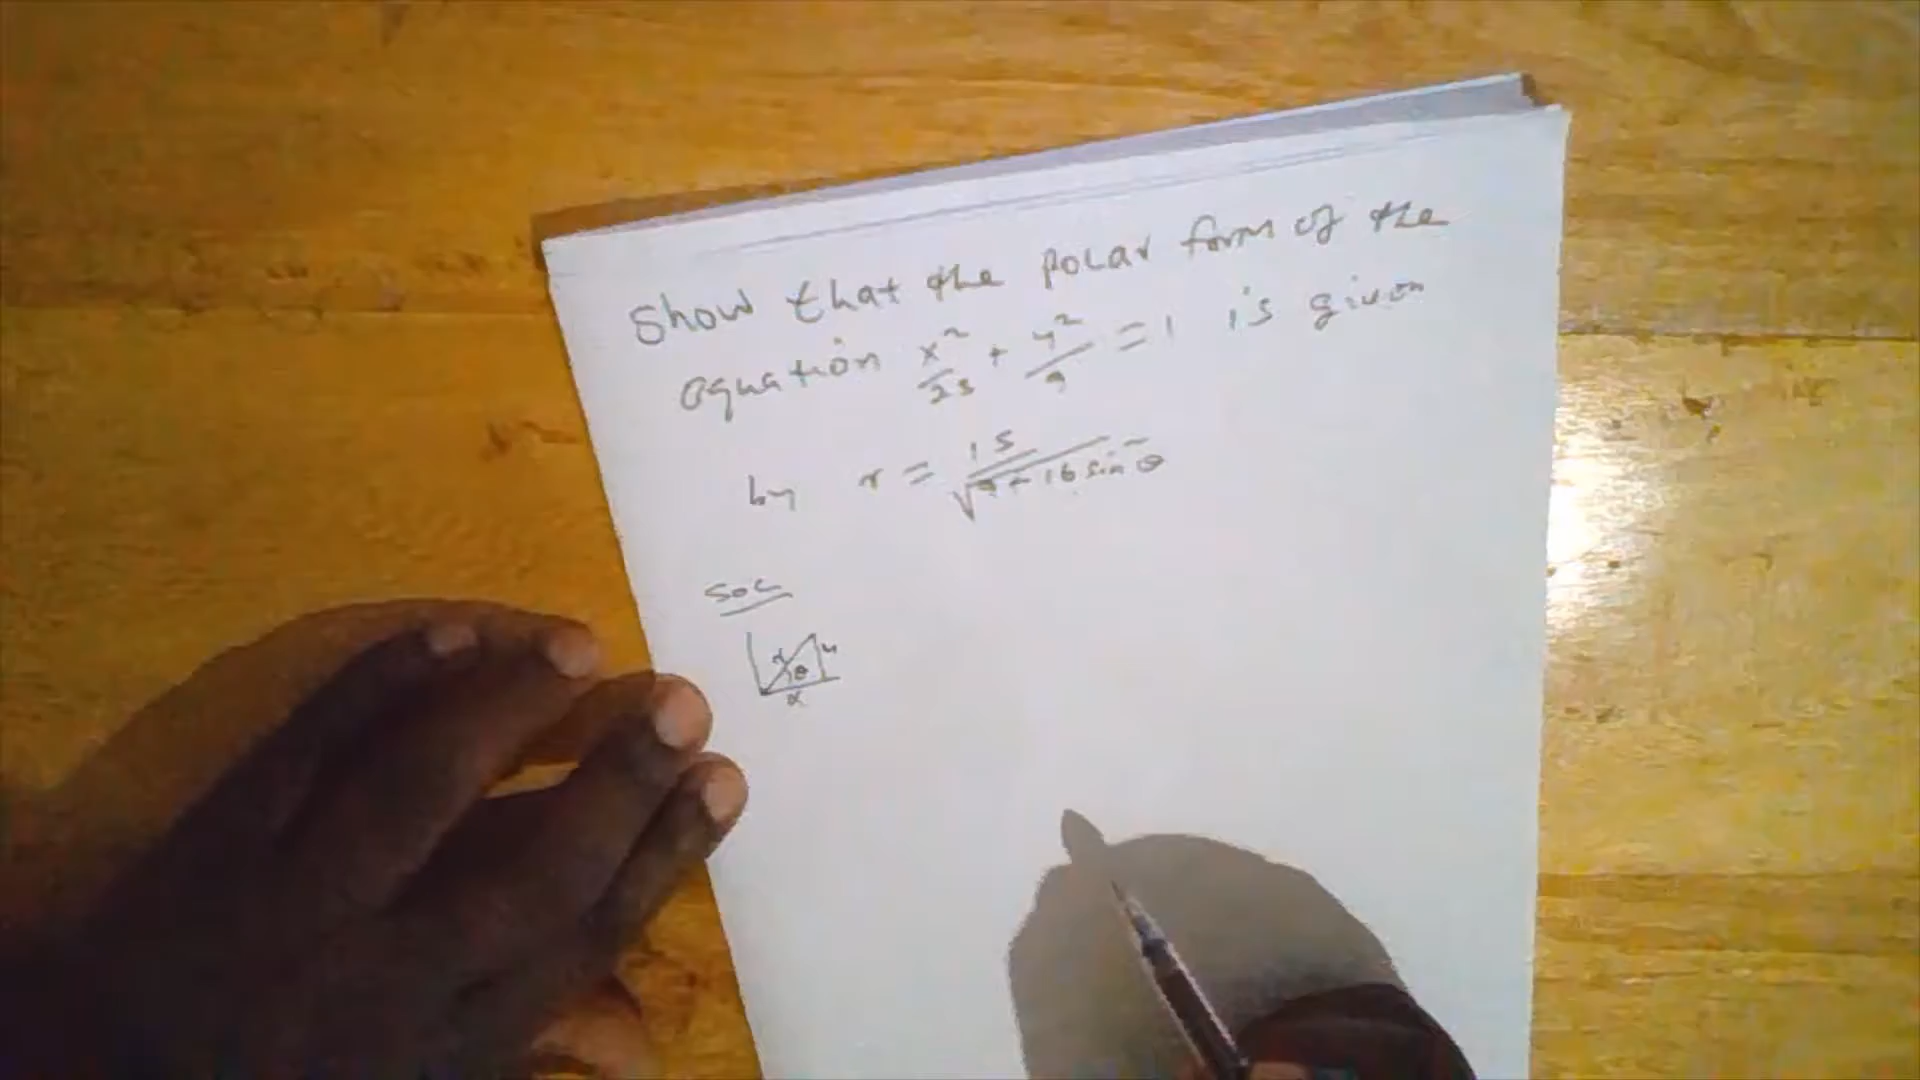 Show that the polar form of the
equation x²/25 + y²/9 = 1 is given
by r = 15/√9+16 sin²θ
Sol
r θ y
x